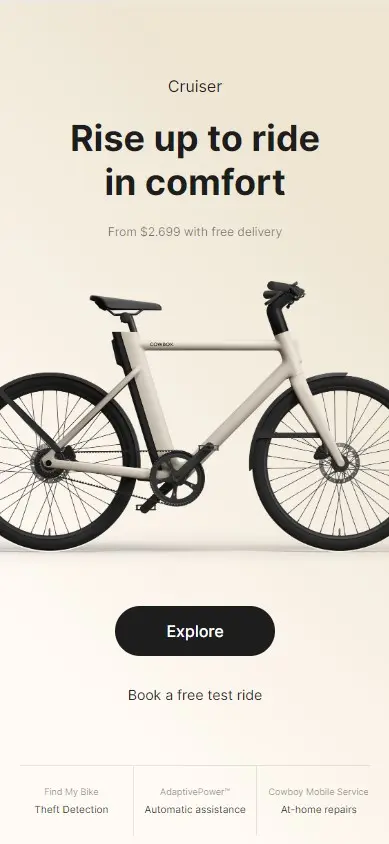 Cruiser
Rise up to ride
in comfort
From $2.699 with free delivery
COWBOY
Explore
Book a free test ride
Find My Bike
Theft Detection
AdaptivePower™
Automatic assistance
Cowboy Mobile Service
At-home repairs